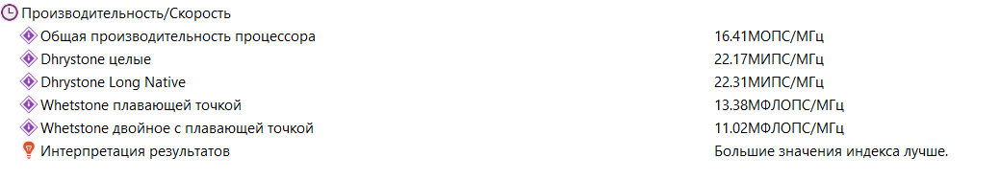 Производительность/Скорость
Общая производительность процессора 16.41МОПС/МГц
Dhrystone целые 22.17МИПС/МГц
Dhrystone Long Native 22.31МИПС/МГц
Whetstone плавающей точкой 13.38МФЛОПС/МГц
Whetstone двойное с плавающей точкой 11.02МФЛОПС/МГц
Интерпретация результатов Большие значения индекса лучше.